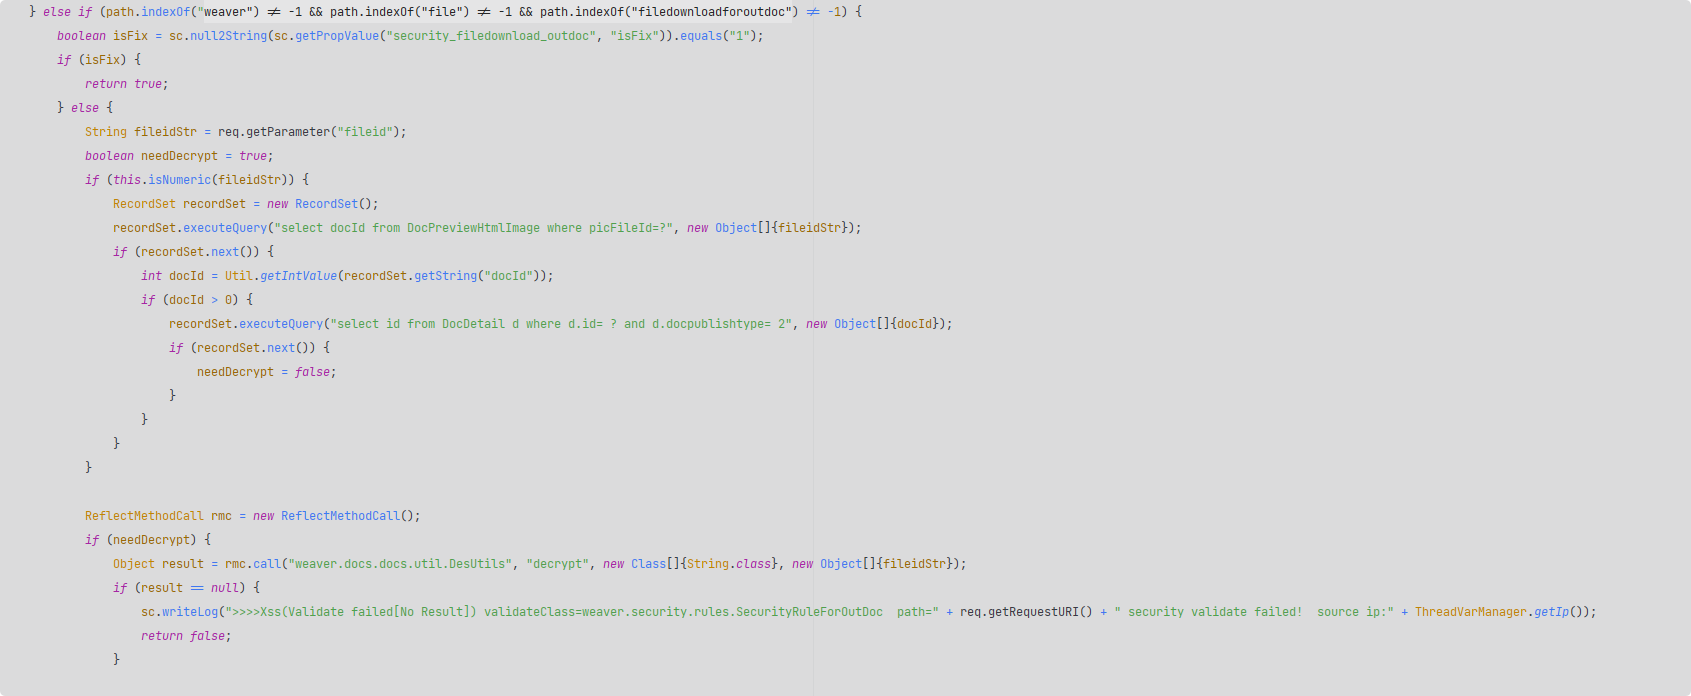 } else if (path.indexOf("weaver") ≠ -1 && path.indexOf("file") ≠ -1 && path.indexOf("filedownloadforoutdoc") ≠ -1) {
    boolean isFix = sc.null2String(sc.getPropValue("security_filedownload_outdoc", "isFix")).equals("1");
    if (isFix) {
        return true;
    } else {
        String fileidStr = req.getParameter("fileid");
        boolean needDecrypt = true;
        if (this.isNumeric(fileidStr)) {
            RecordSet recordSet = new RecordSet();
            recordSet.executeQuery("select docId from DocPreviewHtmlImage where picFileId=?", new Object[]{fileidStr});
            if (recordSet.next()) {
                int docId = Util.getIntValue(recordSet.getString("docId"));
                if (docId > 0) {
                    recordSet.executeQuery("select id from DocDetail d where d.id= ? and d.docpublishtype= 2", new Object[]{docId});
                    if (recordSet.next()) {
                        needDecrypt = false;
                    }
                }
            }
        }

        ReflectMethodCall rmc = new ReflectMethodCall();
        if (needDecrypt) {
            Object result = rmc.call("weaver.docs.docs.util.DesUtils", "decrypt", new Class[]{String.class}, new Object[]{fileidStr});
            if (result == null) {
                sc.writeLog(">>>>Xss(Validate failed[No Result]) validateClass=weaver.security.rules.SecurityRuleForOutDoc  path=" + req.getRequestURI() + " security validate failed!  source ip:" + ThreadVarManager.getIp());
                return false;
            }